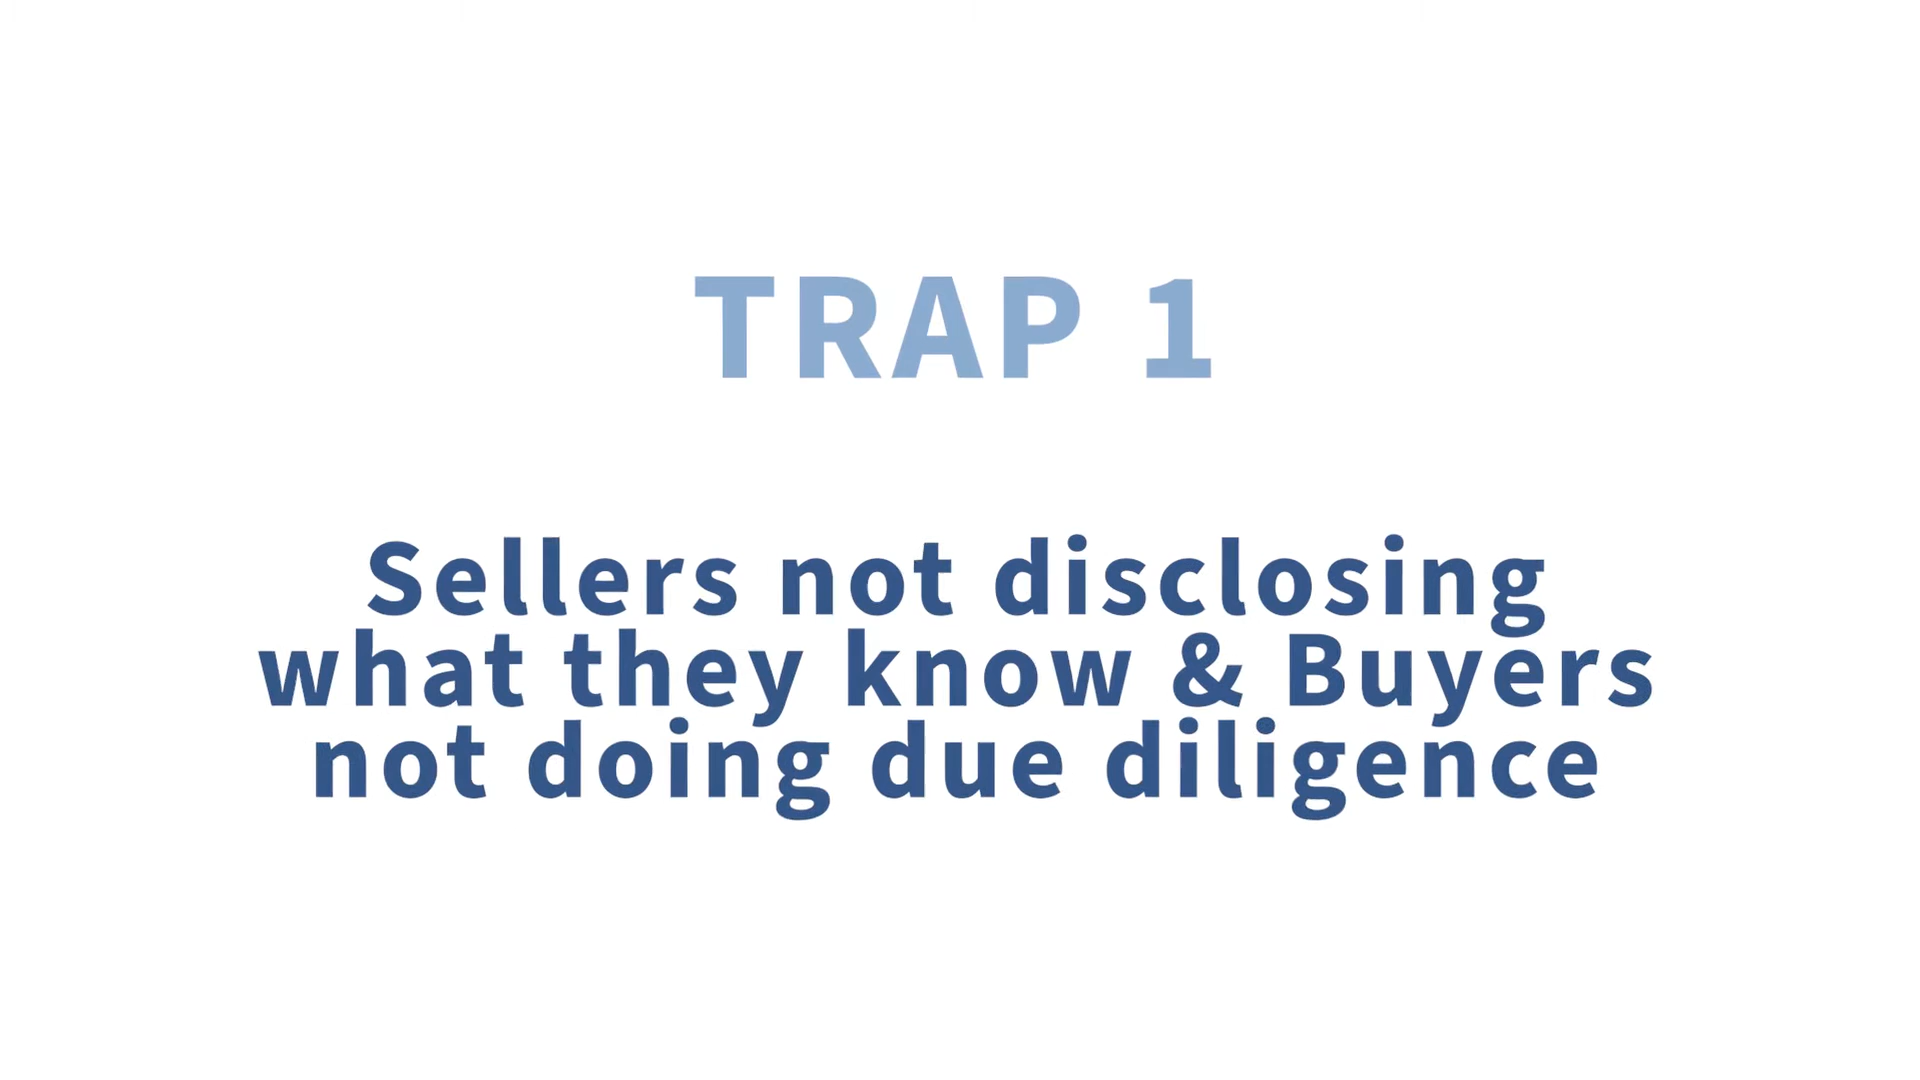 TRAP 1
Sellers not disclosing
what they know & Buyers
not doing due diligence